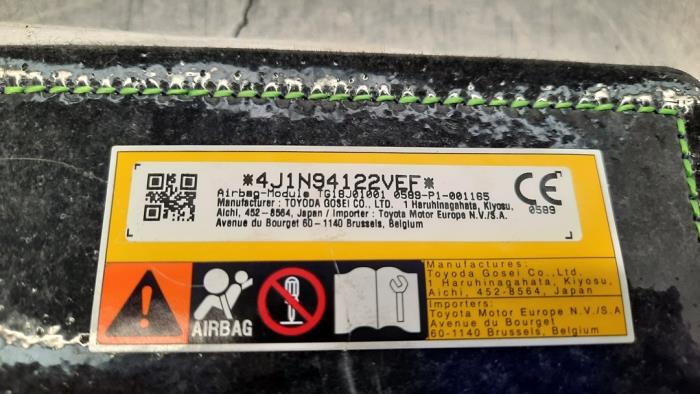 *4J1N94122VEF*
Airbag-Module TG18J01001 0589-P1-001165
Manufacturer : TOYODA GOSEI CO., LTD. 1 Haruhinagahata, Kiyosu,
Aichi, 452-8564, Japan / Importer : Toyota Motor Europe N.V./S.A.
Avenue du Bourget 60-1140 Brussels, Belgium
CE
0589
AIRBAG
Manufactures:
Toyoda Gosei Co.,Ltd.
1 Haruhinagahata, Kiyosu,
Aichi, 452-8564, Japan
Importers:
Toyota Motor Europe N.V./S.A
Avenue du Bourget
60-1140 Brussels, Belgium